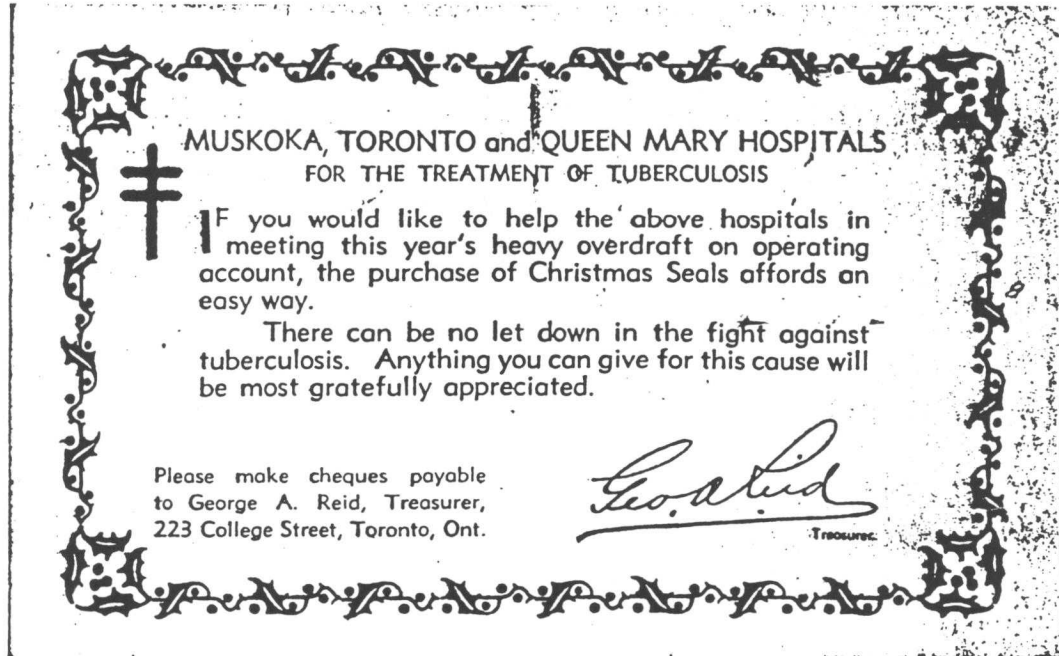 MUSKOKA, TORONTO and QUEEN MARY HOSPITALS
FOR THE TREATMENT OF TUBERCULOSIS
IF you would like to help the above hospitals in
meeting this year's heavy overdraft on operating
account, the purchase of Christmas Seals affords an
easy way.
There can be no let down in the fight against
tuberculosis. Anything you can give for this cause will
be most gratefully appreciated.
Please make cheques payable
to George A. Reid, Treasurer,
223 College Street, Toronto, Ont.
Geo. A Reid
Treasurer.